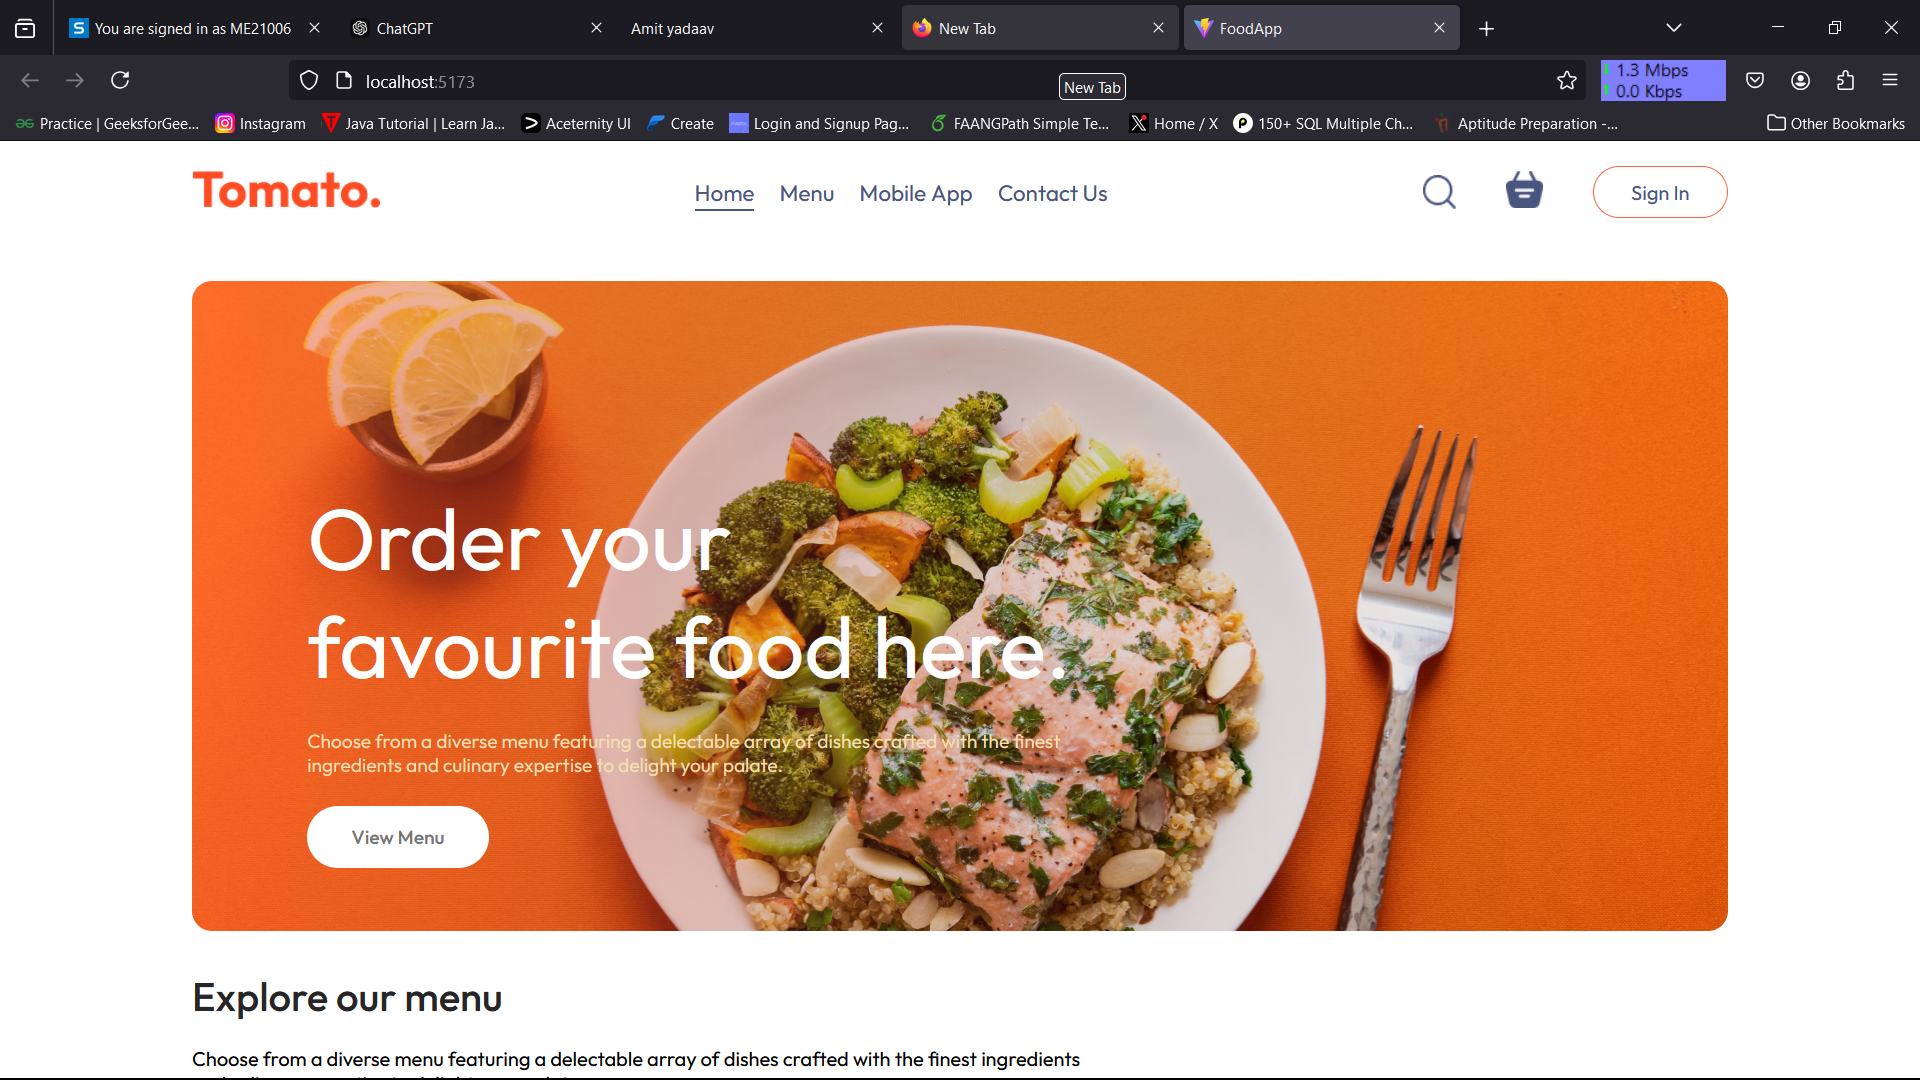 You are signed in as ME21006
ChatGPT
Amit yadaav
New Tab
FoodApp
localhost:5173
New Tab
1.3 Mbps
0.0 Kbps
Practice | GeeksforGee...
Instagram
Java Tutorial | Learn Ja...
Aceternity UI
Create
Login and Signup Pag...
FAANGPath Simple Te...
Home / X
150+ SQL Multiple Ch...
Aptitude Preparation -...
Other Bookmarks
Tomato.
Home
Menu
Mobile App
Contact Us
Sign In
Order your
favourite food here.
Choose from a diverse menu featuring a delectable array of dishes crafted with the finest
ingredients and culinary expertise to delight your palate.
View Menu
Explore our menu
Choose from a diverse menu featuring a delectable array of dishes crafted with the finest ingredients